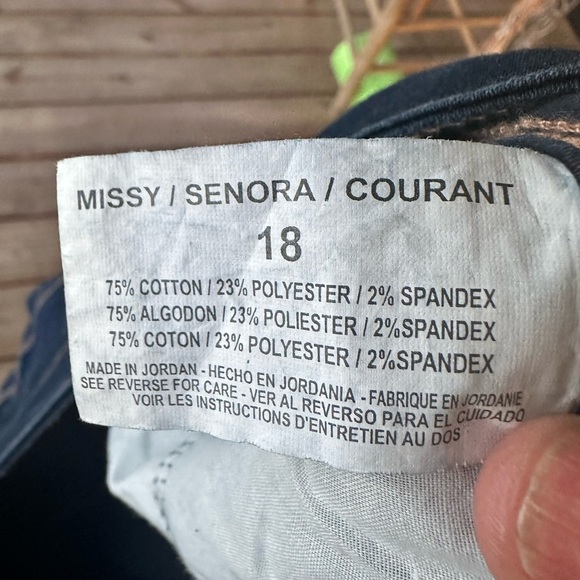 MISSY / SENORA / COURANT
18
75% COTTON / 23% POLYESTER / 2% SPANDEX
75% ALGODON / 23% POLIESTER / 2%SPANDEX
75% COTON / 23% POLYESTER / 2%SPANDEX
MADE IN JORDAN - HECHO EN JORDANIA - FABRIQUE EN JORDANIE
SEE REVERSE FOR CARE - VER AL REVERSO PARA EL CUIDADO
VOIR LES INSTRUCTIONS D'ENTRETIEN AU DOS